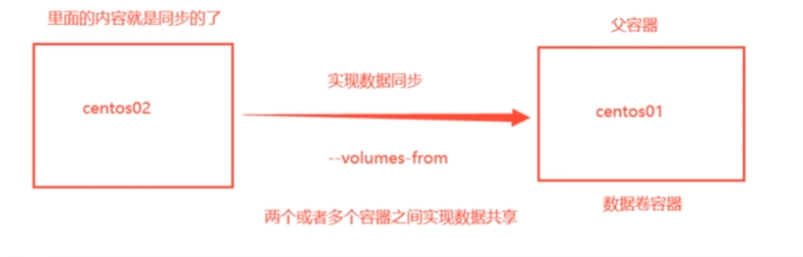 里面的内容就是同步的了
父容器
实现数据同步
centos02
centos01
--volumes-from
数据卷容器
两个或者多个容器之间实现数据共享